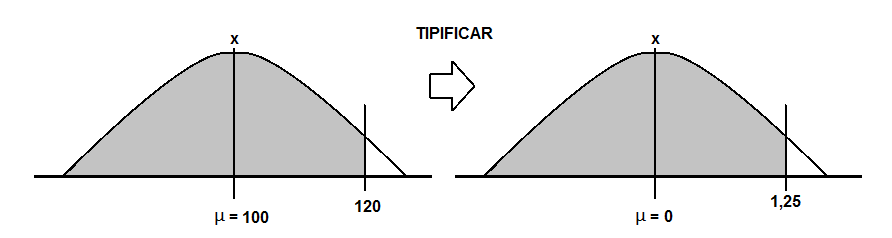 x
TIPIFICAR
x
120
μ = 100
1,25
μ = 0